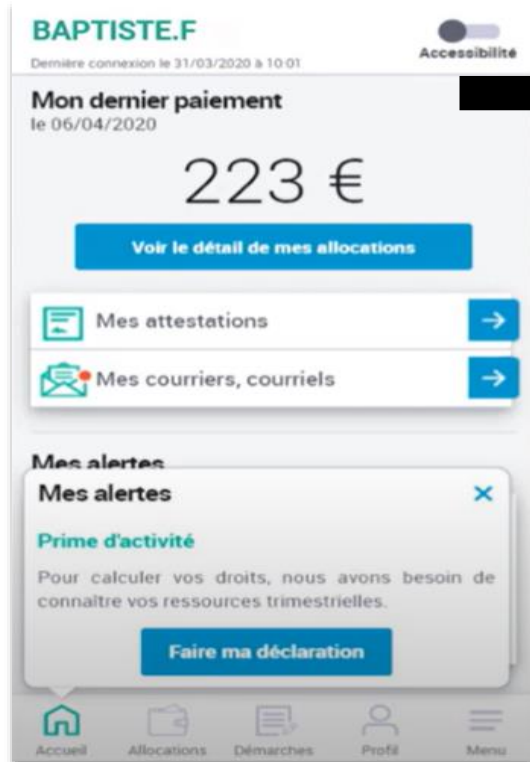 BAPTISTE.F
Accessibilité
Dernière connexion le 31/03/2020 à 10:01
Mon dernier paiement
le 06/04/2020
223 €
Voir le détail de mes allocations
Mes attestations
Mes courriers, courriels
Mes alertes
Mes alertes
Prime d'activité
Pour calculer vos droits, nous avons besoin de
connaître vos ressources trimestrielles.
Faire ma déclaration
Accueil Allocations Démarches Profil Menu